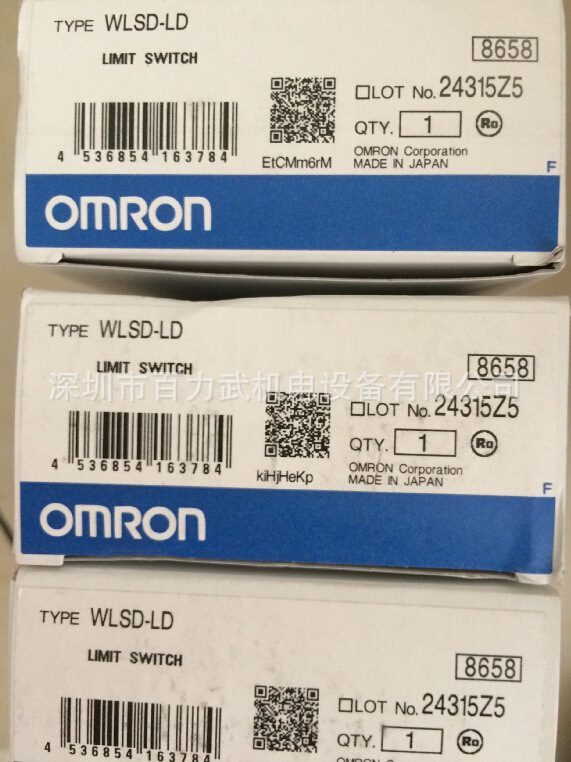 TYPE WLSD-LD
LIMIT SWITCH
8658
LOT No. 24315Z5
QTY. 1 Ro
4 536854 163784
EtCMm6rM
OMRON Corporation
MADE IN JAPAN
F
OMRON
TYPE WLSD-LD
LIMIT SWITCH
8658
深圳市百力武机电设备有限公司
LOT No. 24315Z5
QTY. 1 Ro
4 536854 163784
kiHjHeKp
OMRON Corporation
MADE IN JAPAN
F
OMRON
TYPE WLSD-LD
LIMIT SWITCH
8658
LOT No. 24315Z5
QTY. 1 Ro
4 536854 163784